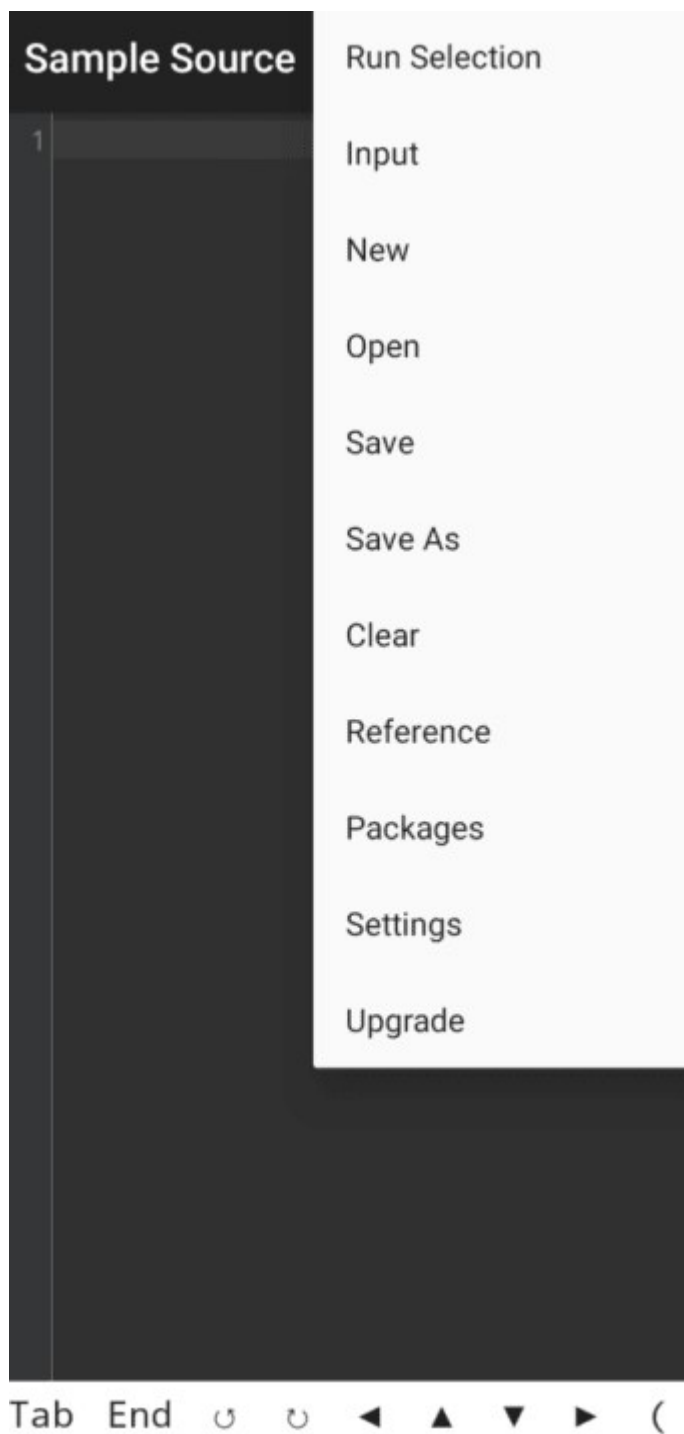 Sample Source
Run Selection
1
Input
New
Open
Save
Save As
Clear
Reference
Packages
Settings
Upgrade
Tab End ↺ ↻ ◀ ▲ ▼ ▶ (